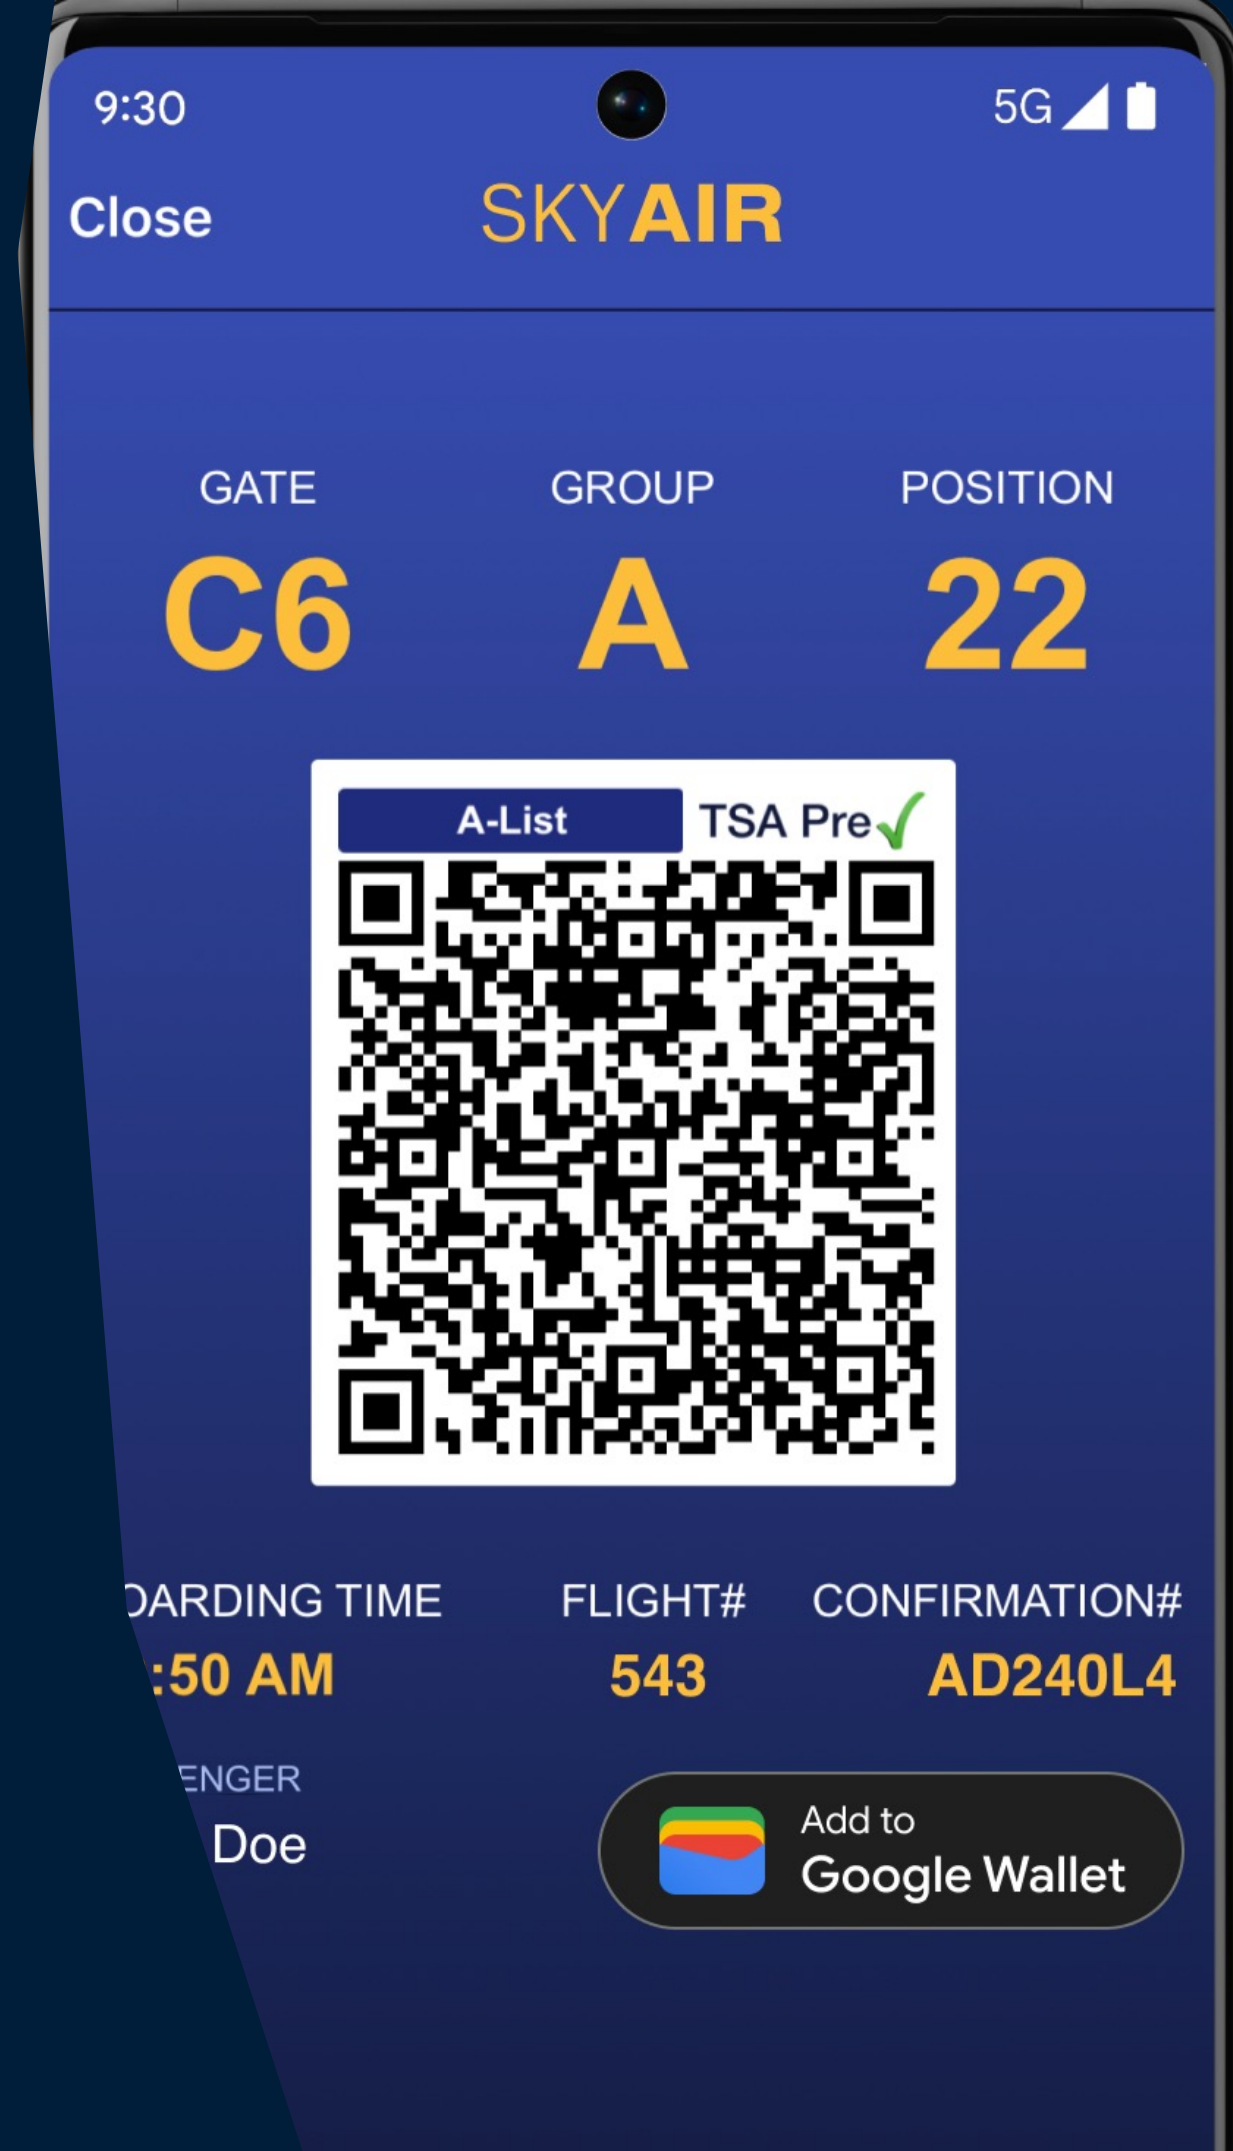 9:30
5G
Close
SKYAIR
GATE GROUP POSITION
C6 A 22
A-List TSA Pre✓
OARDING TIME FLIGHT# CONFIRMATION#
:50 AM 543 AD240L4
ENGER
Doe
Add to
Google Wallet